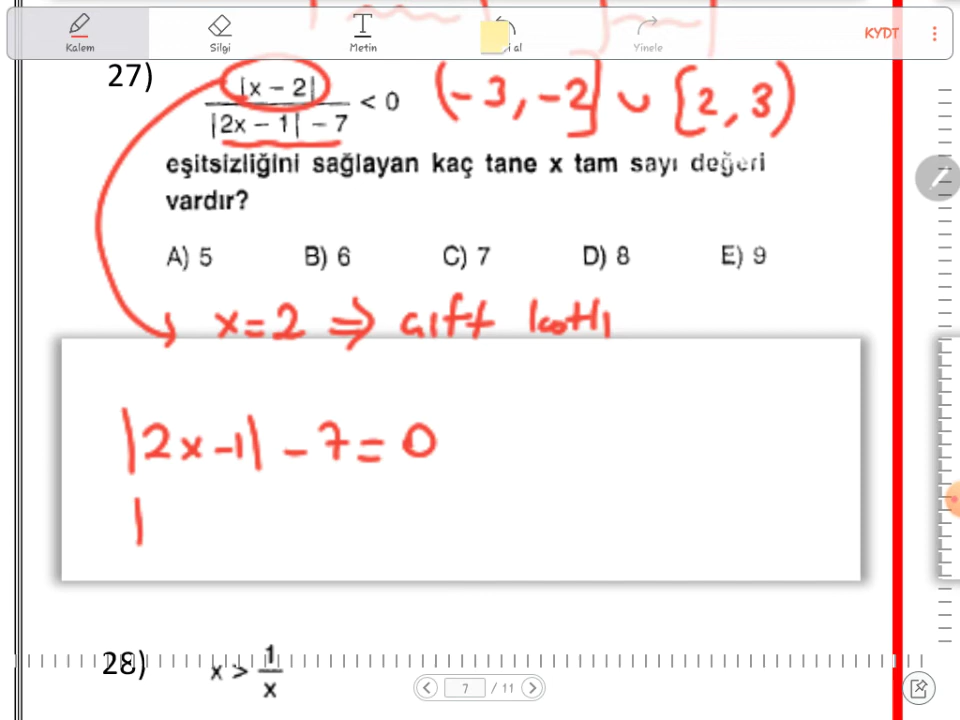 Kalem Silgi Metin al Yinele KYDT
27) |x – 2| / |2x – 1| – 7 < 0 (-3, -2] ∪ [2, 3)
eşitsizliğini sağlayan kaç tane x tam sayı değeri
vardır?
A) 5 B) 6 C) 7 D) 8 E) 9
x=2 ⇒ çift katlı
|2x-1| - 7 = 0
|
28) x > 1/x
7 / 11